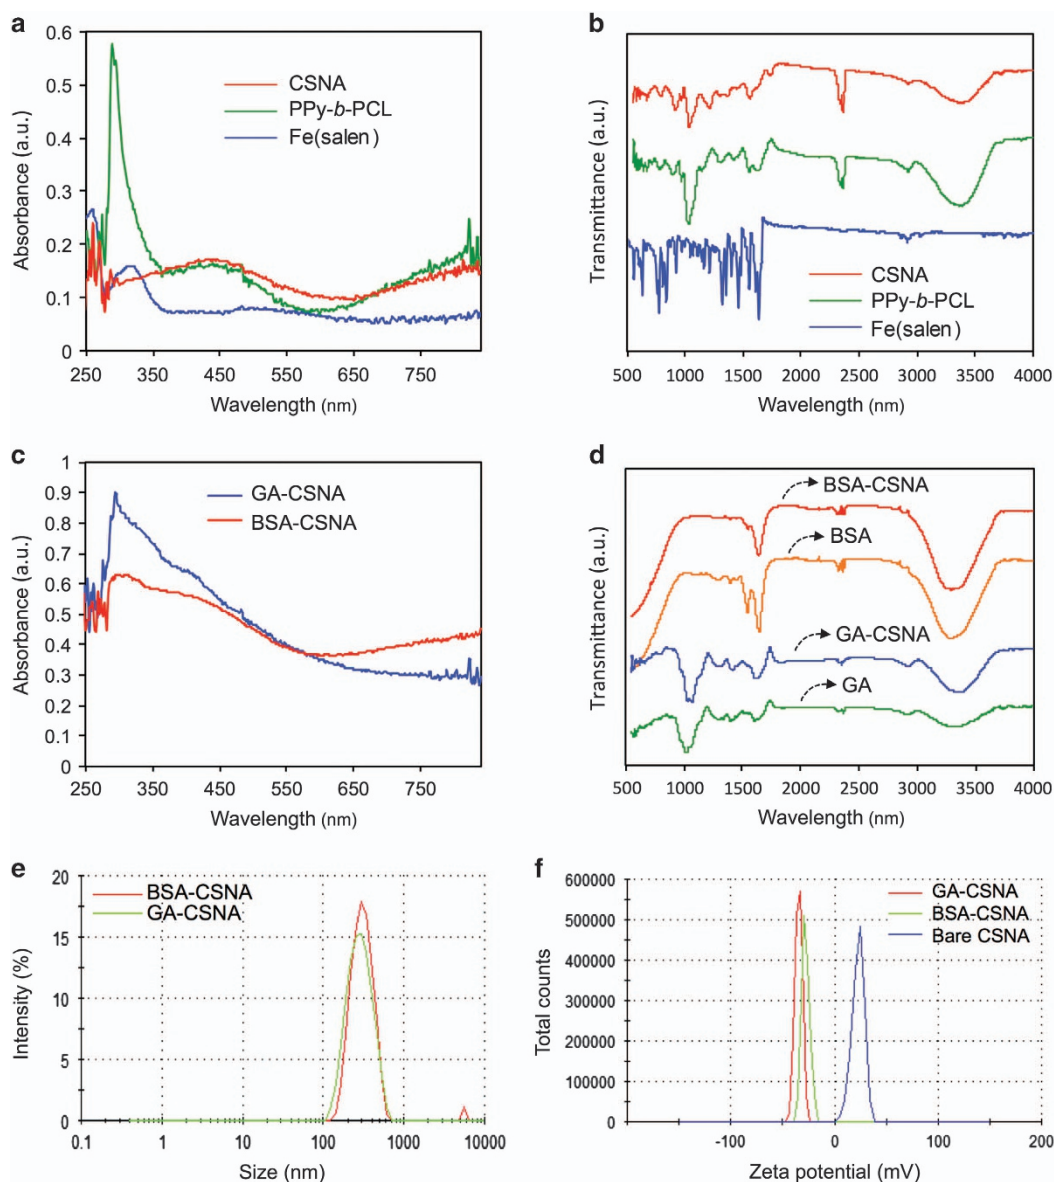 a
0.6
0.5
0.4
0.3
0.2
0.1
0
Absorbance (a.u.)
CSNA
PPy-b-PCL
Fe(salen)
250 350 450 550 650 750
Wavelength (nm)
b
Transmittance (a.u.)
CSNA
PPy-b-PCL
Fe(salen)
500 1000 1500 2000 2500 3000 3500 4000
Wavelength (nm)
c
1
0.9
0.8
0.7
0.6
0.5
0.4
0.3
0.2
0.1
0
Absorbance (a.u.)
GA-CSNA
BSA-CSNA
250 350 450 550 650 750
Wavelength (nm)
d
Transmittance (a.u.)
BSA-CSNA
BSA
GA-CSNA
GA
500 1000 1500 2000 2500 3000 3500 4000
Wavelength (nm)
e
20
15
10
5
0
Intensity (%)
BSA-CSNA
GA-CSNA
0.1 1 10 100 1000 10000
Size (nm)
f
600000
500000
400000
300000
200000
100000
0
Total counts
GA-CSNA
BSA-CSNA
Bare CSNA
-100 0 100 200
Zeta potential (mV)